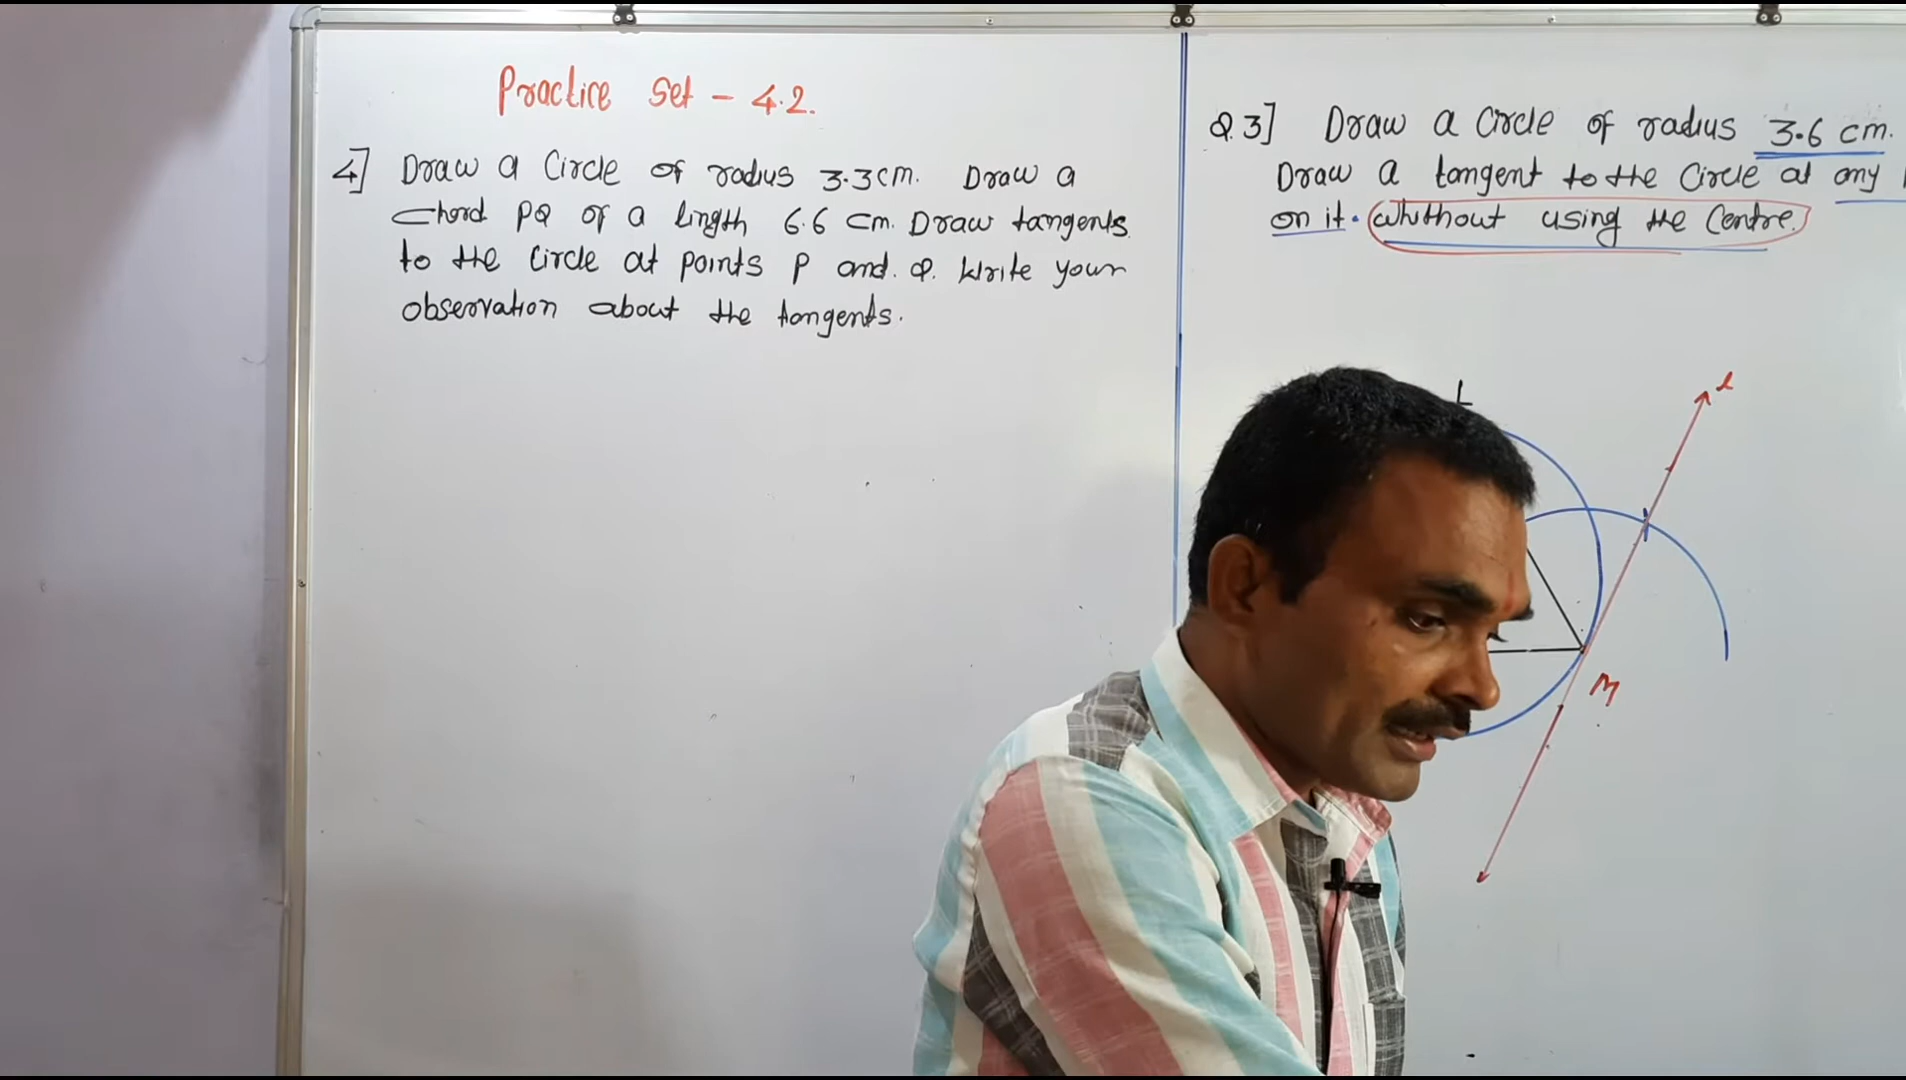 Practice Set - 4.2.
4] Draw a Circle of radius 3.3cm. Draw a
Chord PQ of a lingth 6.6 cm. Draw tangents.
to the Circle at points P and. Q. Write your
observation about the tangents.
Q.3] Draw a Circle of radius 3.6 cm.
Draw a tangent to the Circle at any
on it. whithout using the Centre.
L
l
M